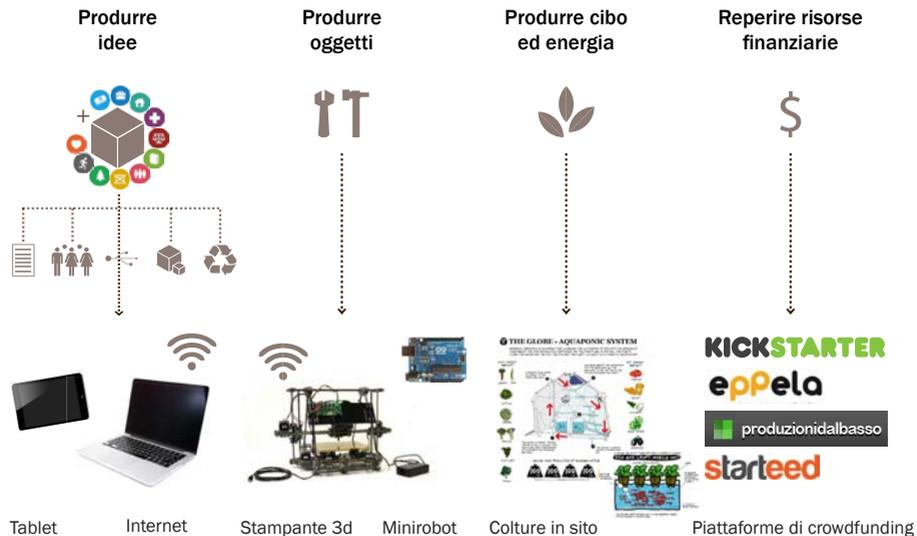 Produrre
idee
Produrre
oggetti
Produrre cibo
ed energia
Reperire risorse
finanziarie
+
$
THE GLOBE - AQUAPONIC SYSTEM
KICKSTARTER
eppela
produzionidalbasso
starteed
Tablet
Internet
Stampante 3d
Minirobot
Colture in sito
Piattaforme di crowdfunding